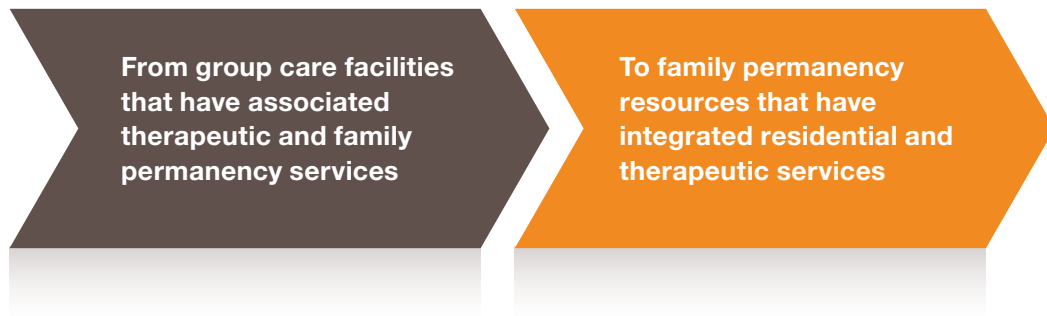 From group care facilities
that have associated
therapeutic and family
permanency services
To family permanency
resources that have
integrated residential and
therapeutic services